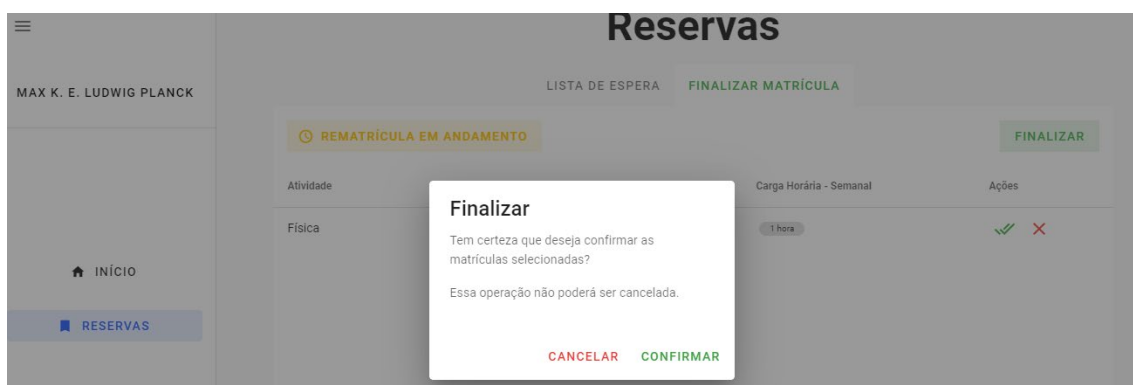 Reservas
MAX K. E. LUDWIG PLANCK
LISTA DE ESPERA FINALIZAR MATRÍCULA
REMATRÍCULA EM ANDAMENTO FINALIZAR
Atividade Carga Horária - Semanal Ações
Física 1 hora
Finalizar
Tem certeza que deseja confirmar as
matrículas selecionadas?
Essa operação não poderá ser cancelada.
CANCELAR CONFIRMAR
INÍCIO
RESERVAS